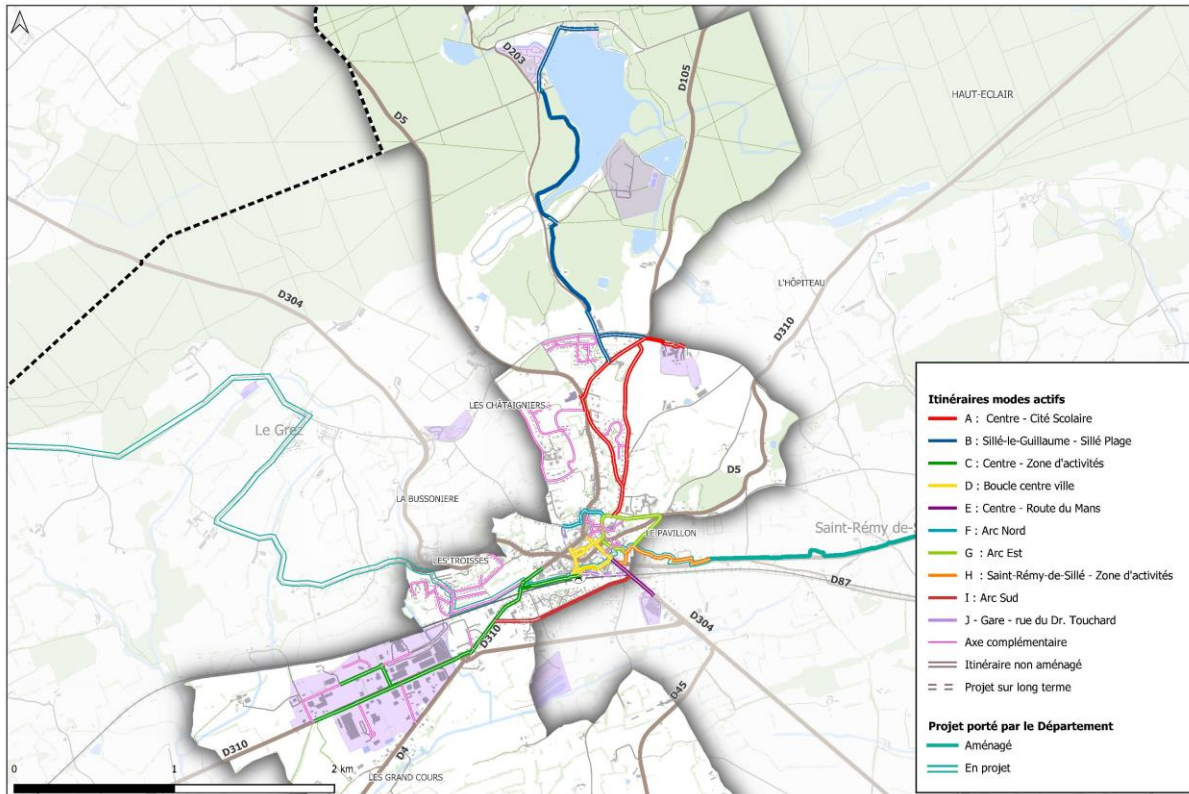 D203
D105
HAUT-ECLAIR
D5
D304
L'HÔPITEAU
D310
LES CHÂTAIGNIERS
Le Grez
D5
LA BUSSONIERE
LE PAVILLON
Saint-Rémy de-S
LES TROISSES
D87
D310
D304
D45
D310
D4
LES GRAND COURS
0
1
2 km
Itinéraires modes actifs
A : Centre - Cité Scolaire
B : Sillé-le-Guillaume - Sillé Plage
C : Centre - Zone d'activités
D : Boucle centre ville
E : Centre - Route du Mans
F : Arc Nord
G : Arc Est
H : Saint-Rémy-de-Sillé - Zone d'activités
I : Arc Sud
J - Gare - rue du Dr. Touchard
Axe complémentaire
Itinéraire non aménagé
Projet sur long terme
Projet porté par le Département
Aménagé
En projet